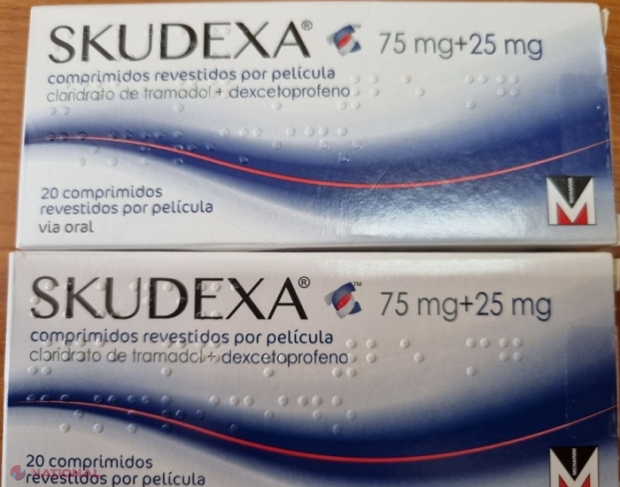 SKUDEXA® ™ 75 mg+25 mg
comprimidos revestidos por película
cloridrato de tramadol + dexcetoprofeno
20 comprimidos
revestidos por película
via oral
M
SKUDEXA® ™ 75 mg+25 mg
comprimidos revestidos por película
cloridrato de tramadol + dexcetoprofeno
20 comprimidos
revestidos por película